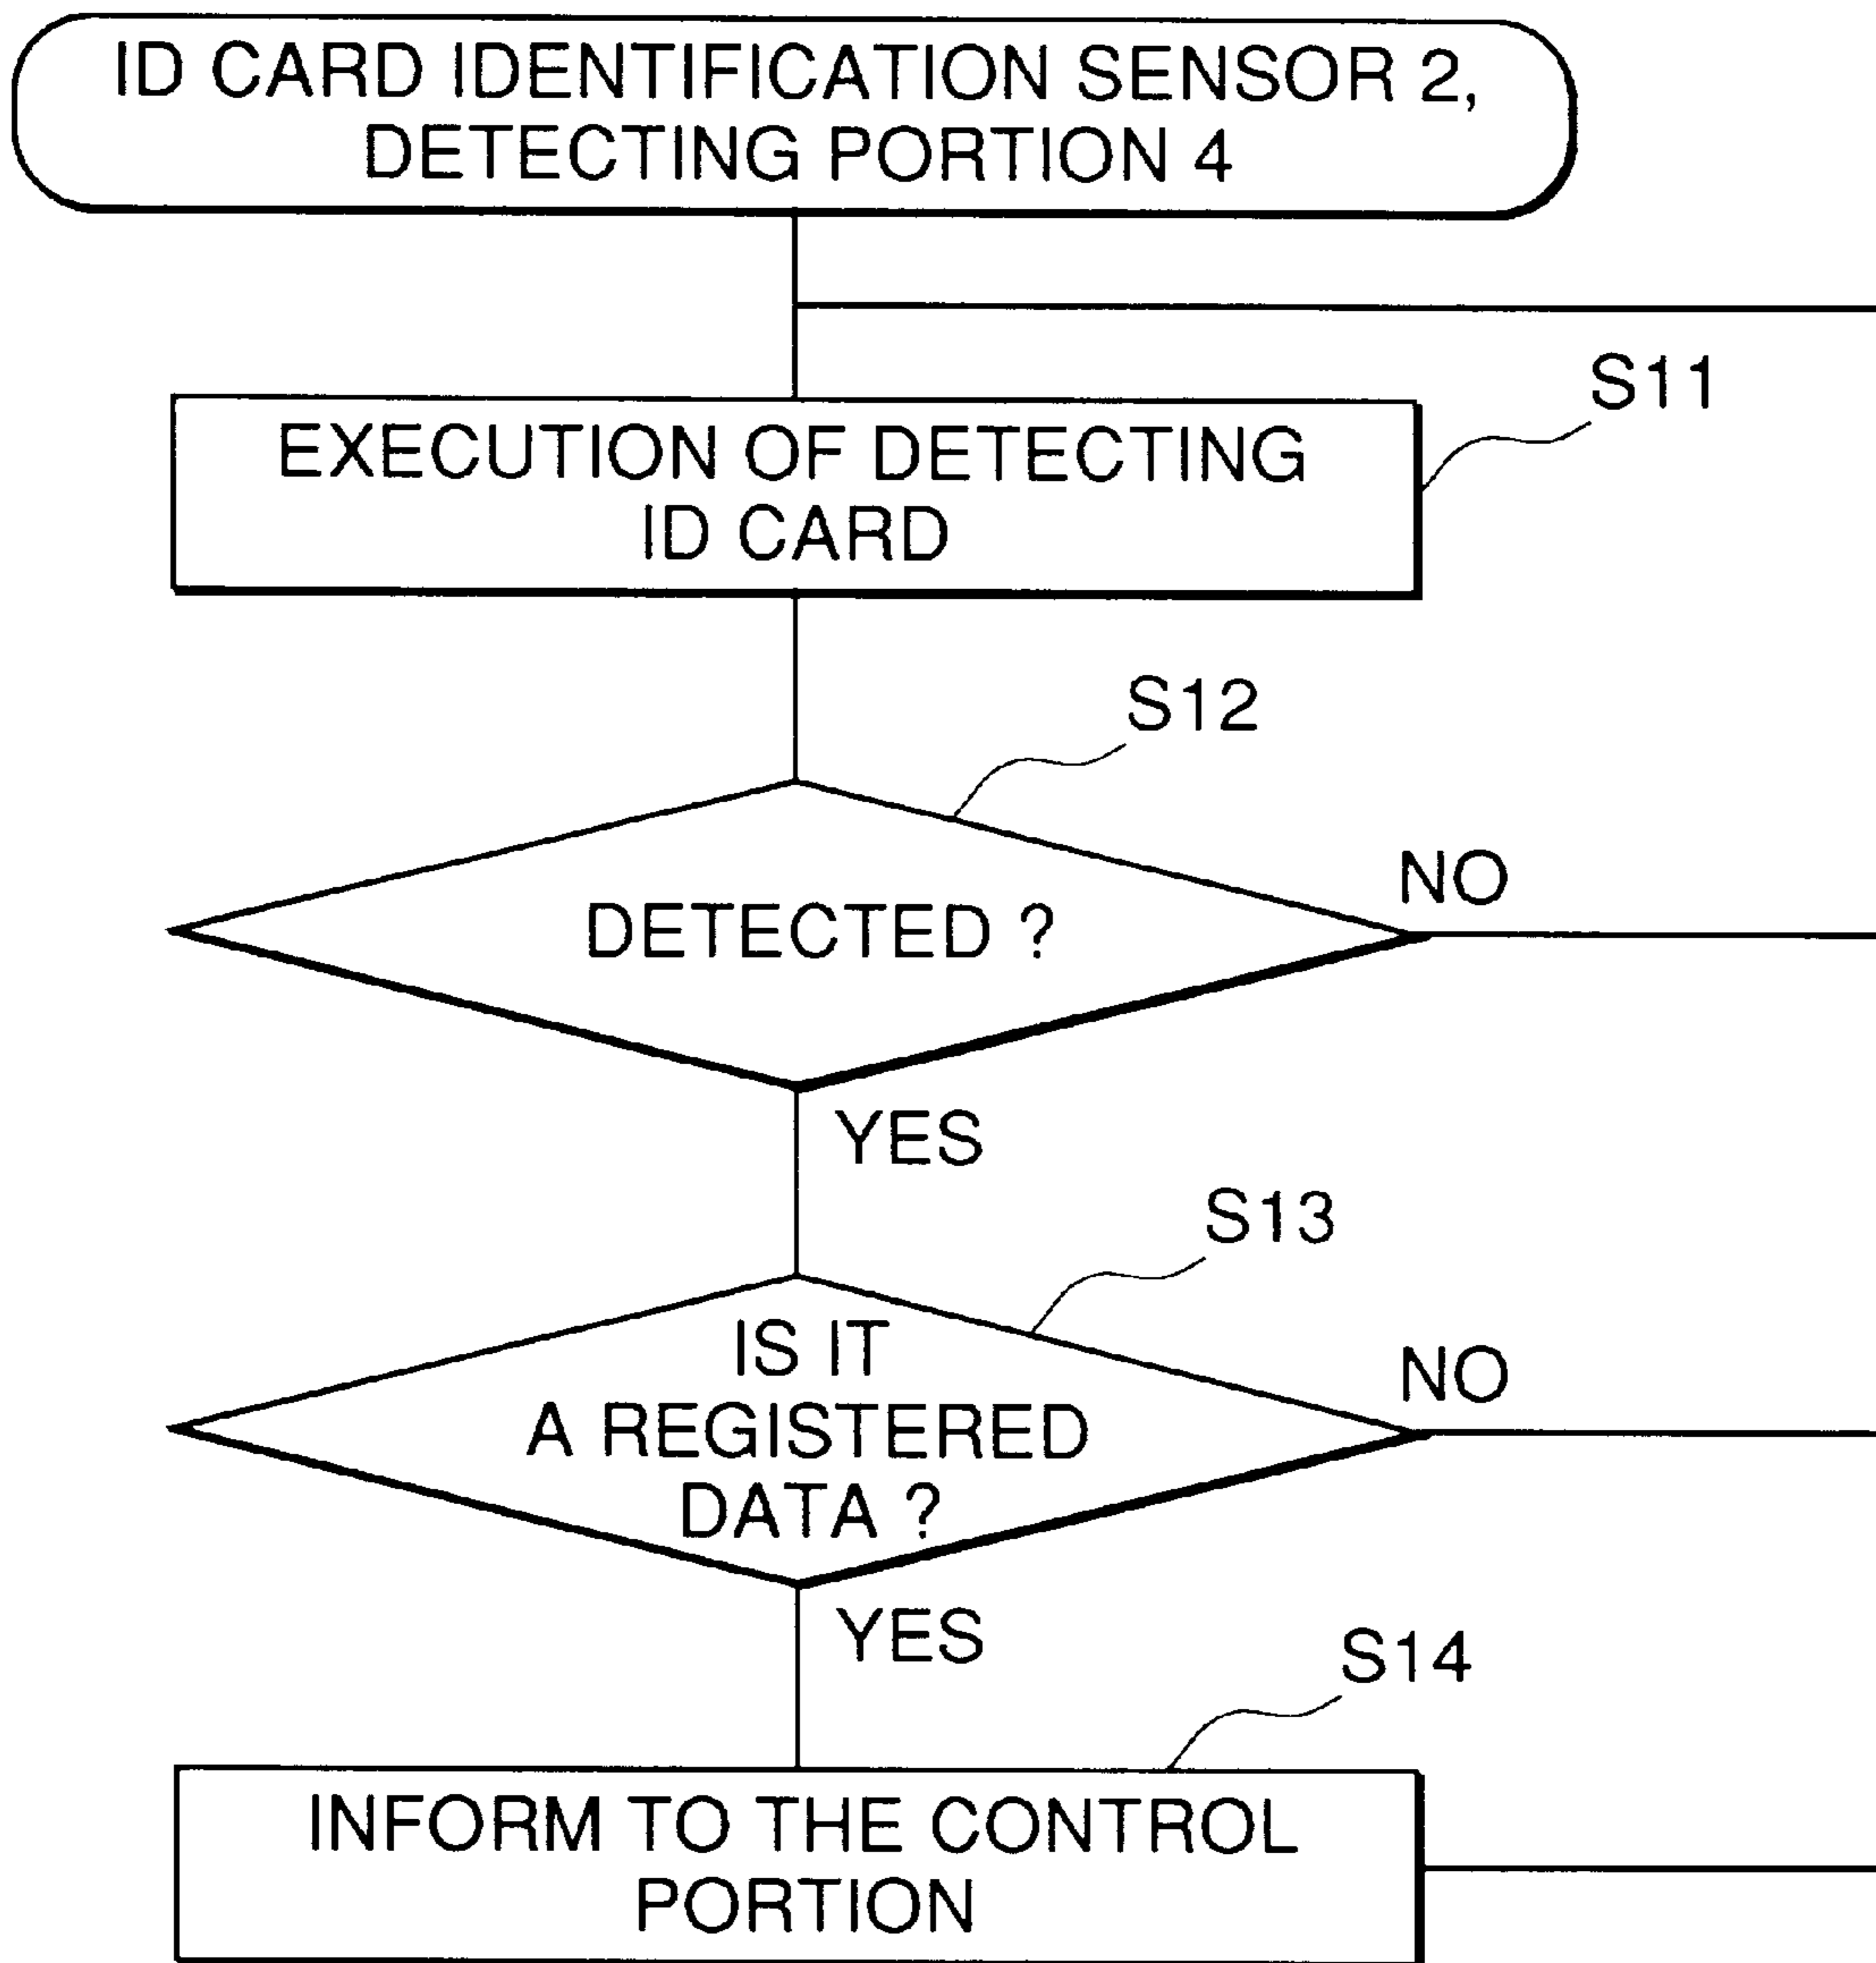 ID CARD IDENTIFICATION SENSOR 2,
DETECTING PORTION 4
S11
EXECUTION OF DETECTING
ID CARD
S12
NO
DETECTED ?
YES
S13
NO
IS IT
A REGISTERED
DATA ?
YES
S14
INFORM TO THE CONTROL
PORTION